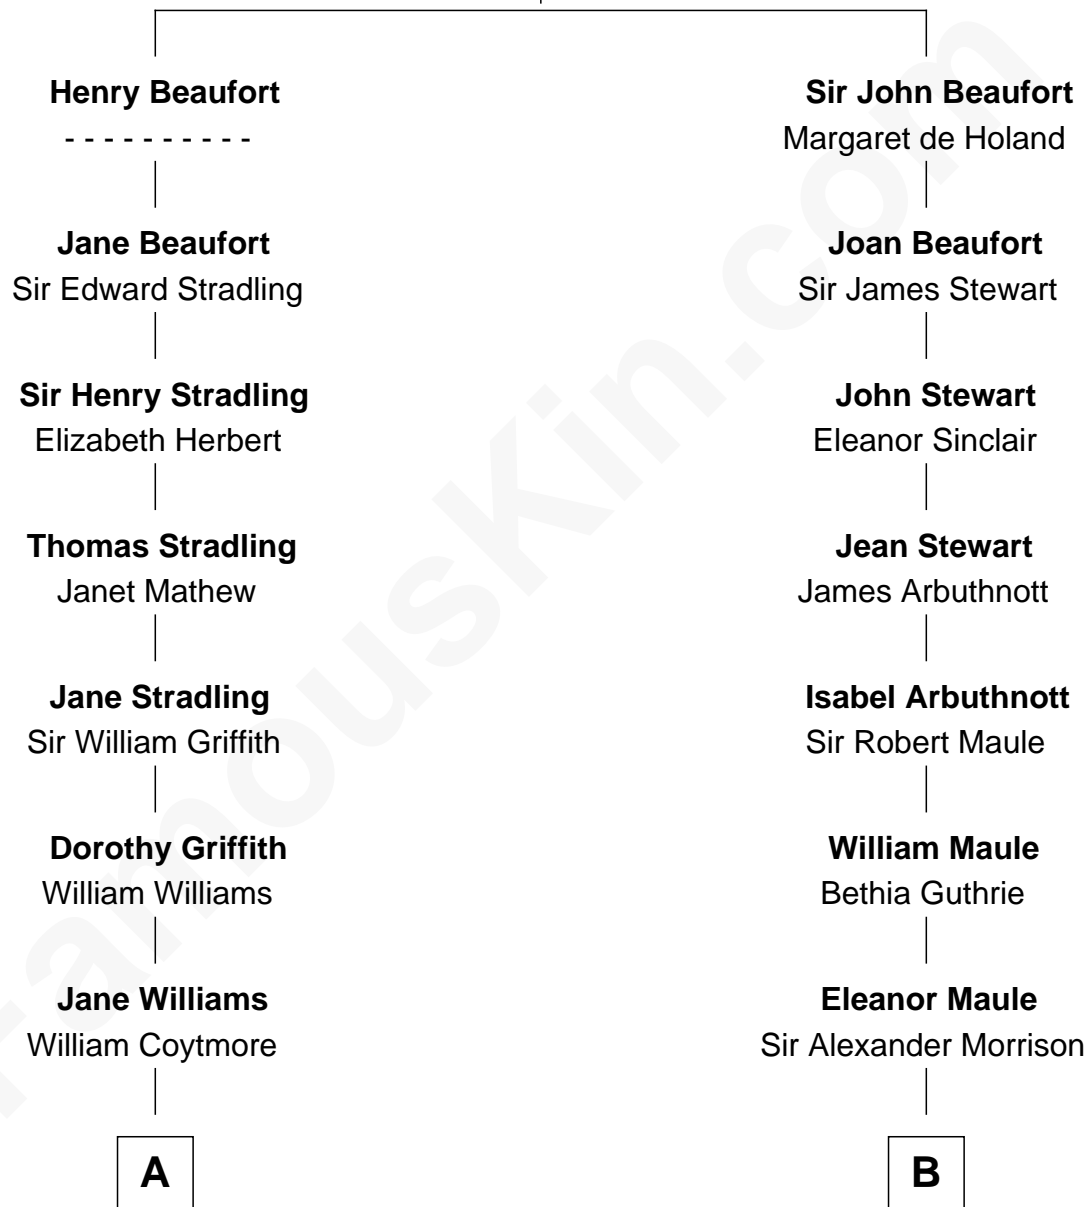 Henry Beaufort
- - - - - - - - - -
Jane Beaufort
Sir Edward Stradling
Sir Henry Stradling
Elizabeth Herbert
Thomas Stradling
Janet Mathew
Jane Stradling
Sir William Griffith
Dorothy Griffith
William Williams
Jane Williams
William Coytmore
A
Sir John Beaufort
Margaret de Holand
Joan Beaufort
Sir James Stewart
John Stewart
Eleanor Sinclair
Jean Stewart
James Arbuthnott
Isabel Arbuthnott
Sir Robert Maule
William Maule
Bethia Guthrie
Eleanor Maule
Sir Alexander Morrison
B
FamousKin.com